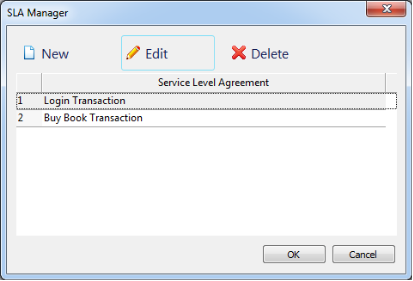 SLA Manager
New Edit Delete
Service Level Agreement
1 Login Transaction
2 Buy Book Transaction
OK Cancel